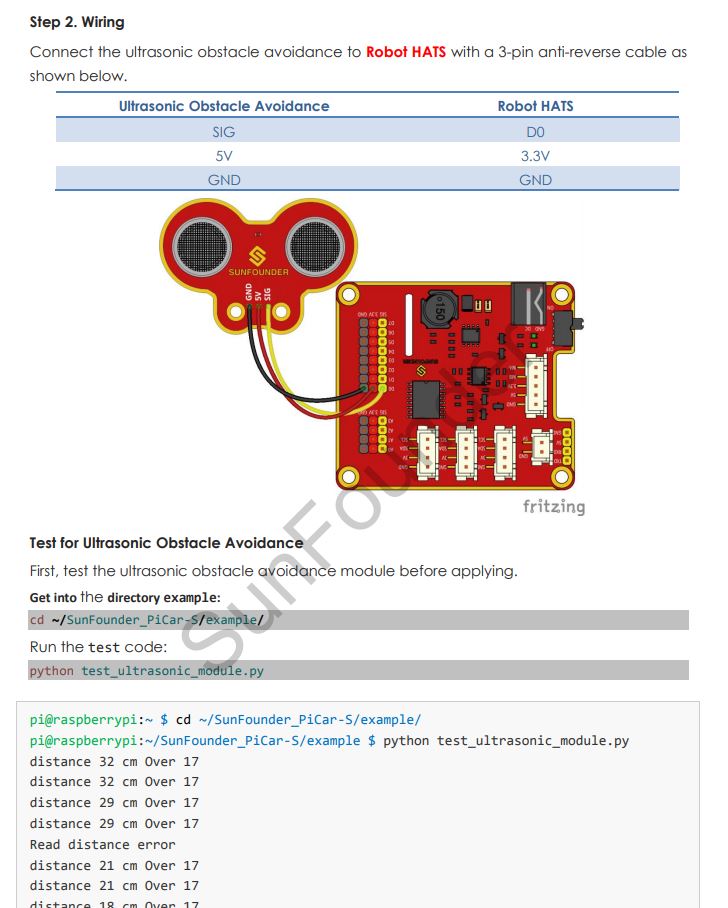 Step 2. Wiring
Connect the ultrasonic obstacle avoidance to Robot HATS with a 3-pin anti-reverse cable as
shown below.
Ultrasonic Obstacle Avoidance Robot HATS
SIG D0
5V 3.3V
GND GND
SUNFOUNDER
GND
5V
SIG
150
fritzing
SunFounder
Test for Ultrasonic Obstacle Avoidance
First, test the ultrasonic obstacle avoidance module before applying.
Get into the directory example:
cd ~/SunFounder_PiCar-S/example/
Run the test code:
python test_ultrasonic_module.py
pi@raspberrypi:~ $ cd ~/SunFounder_PiCar-S/example/
pi@raspberrypi:~/SunFounder_PiCar-S/example $ python test_ultrasonic_module.py
distance 32 cm Over 17
distance 32 cm Over 17
distance 29 cm Over 17
distance 29 cm Over 17
Read distance error
distance 21 cm Over 17
distance 21 cm Over 17
distance 18 cm Over 17